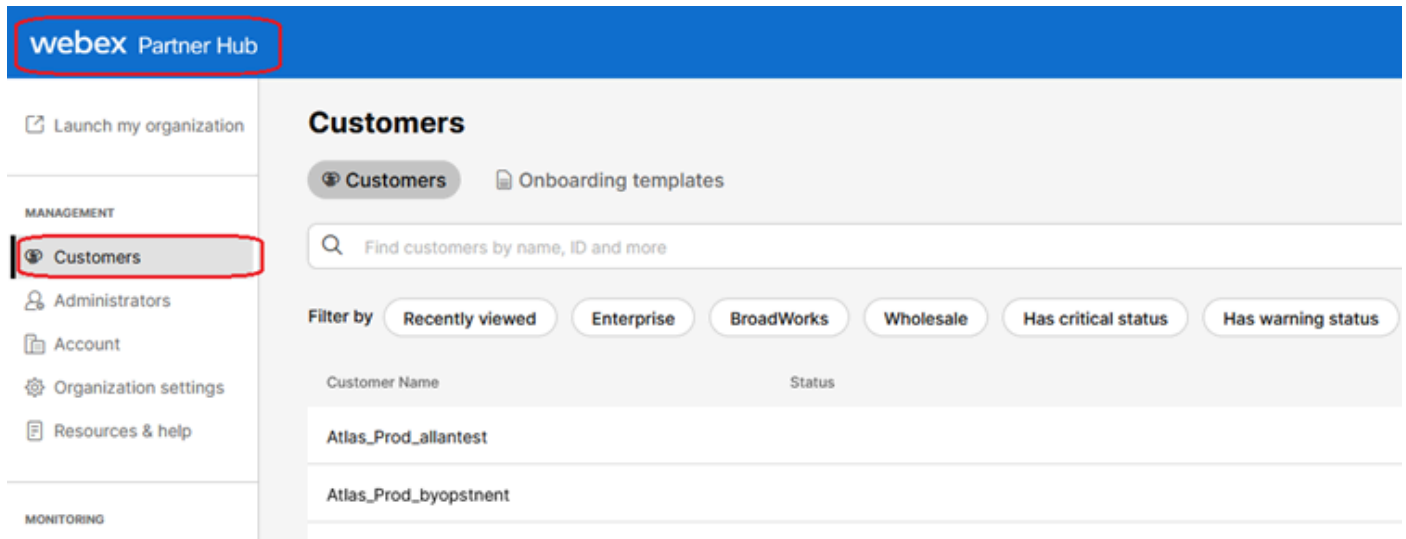 webex Partner Hub
Launch my organization
MANAGEMENT
Customers
Administrators
Account
Organization settings
Resources & help
MONITORING
Customers
Customers Onboarding templates
Find customers by name, ID and more
Filter by Recently viewed Enterprise BroadWorks Wholesale Has critical status Has warning status
Customer Name Status
Atlas_Prod_allantest
Atlas_Prod_byopstnent